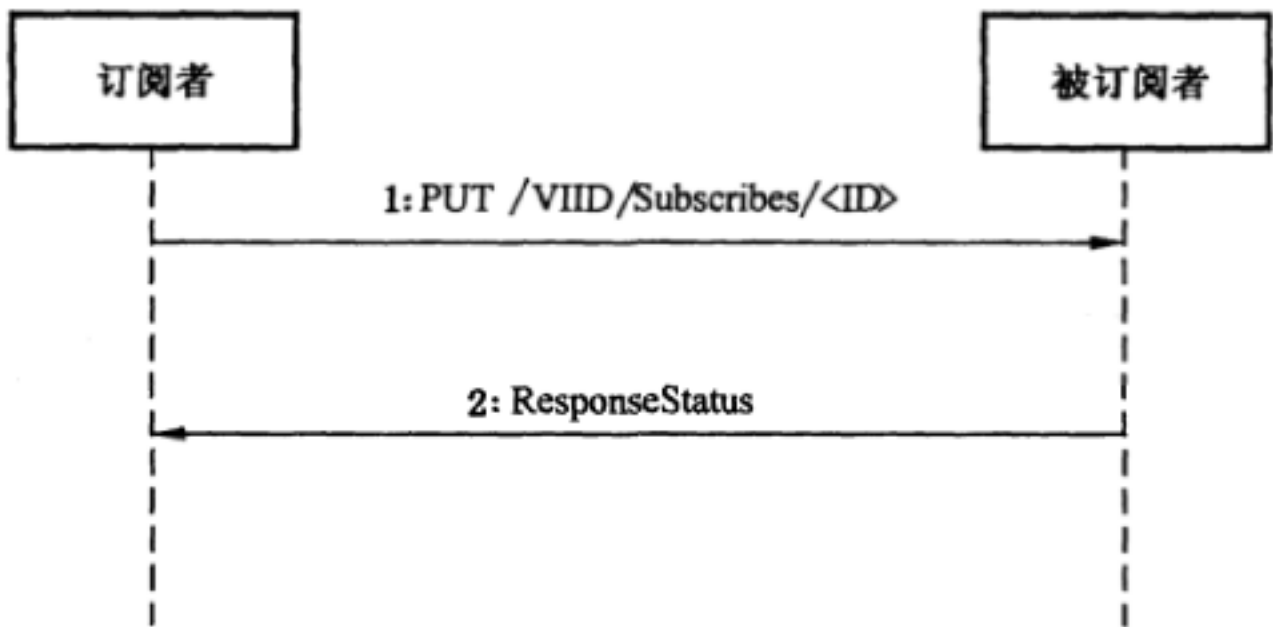 订阅者
被订阅者
1: PUT /VIID/Subscribes/<ID>
2: ResponseStatus